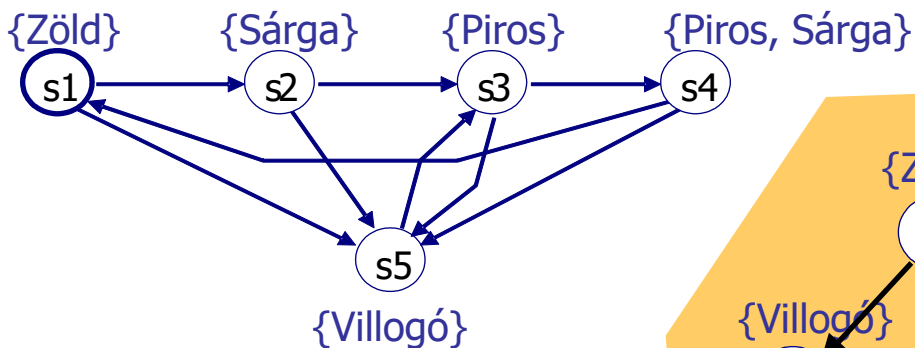 {Zöld} {Sárga} {Piros} {Piros, Sárga}
s1 s2 s3 s4
s5
{Villogó}
{Villogó}